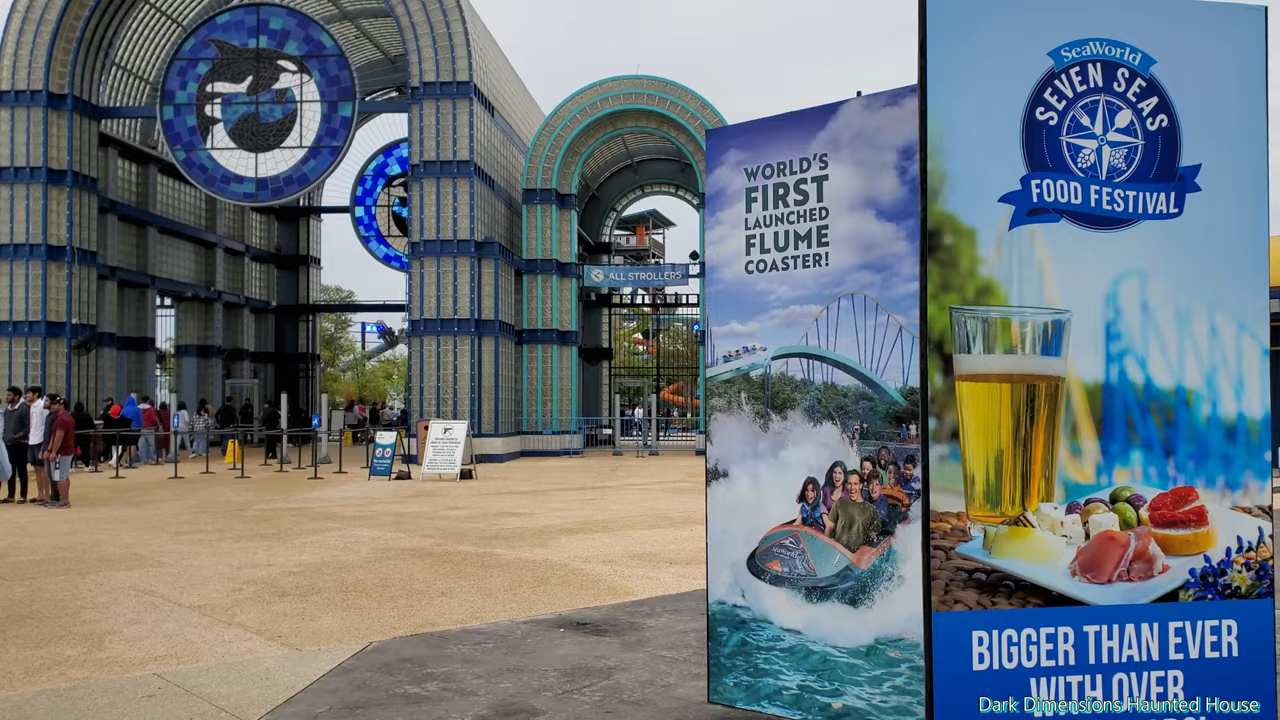 WORLD'S
FIRST
LAUNCHED
FLUME
COASTER!
SeaWorld
SEVEN SEAS
FOOD FESTIVAL
ALL STROLLERS
SeaWorld
BIGGER THAN EVER
WITH OVER
Dark Dimensions Haunted House